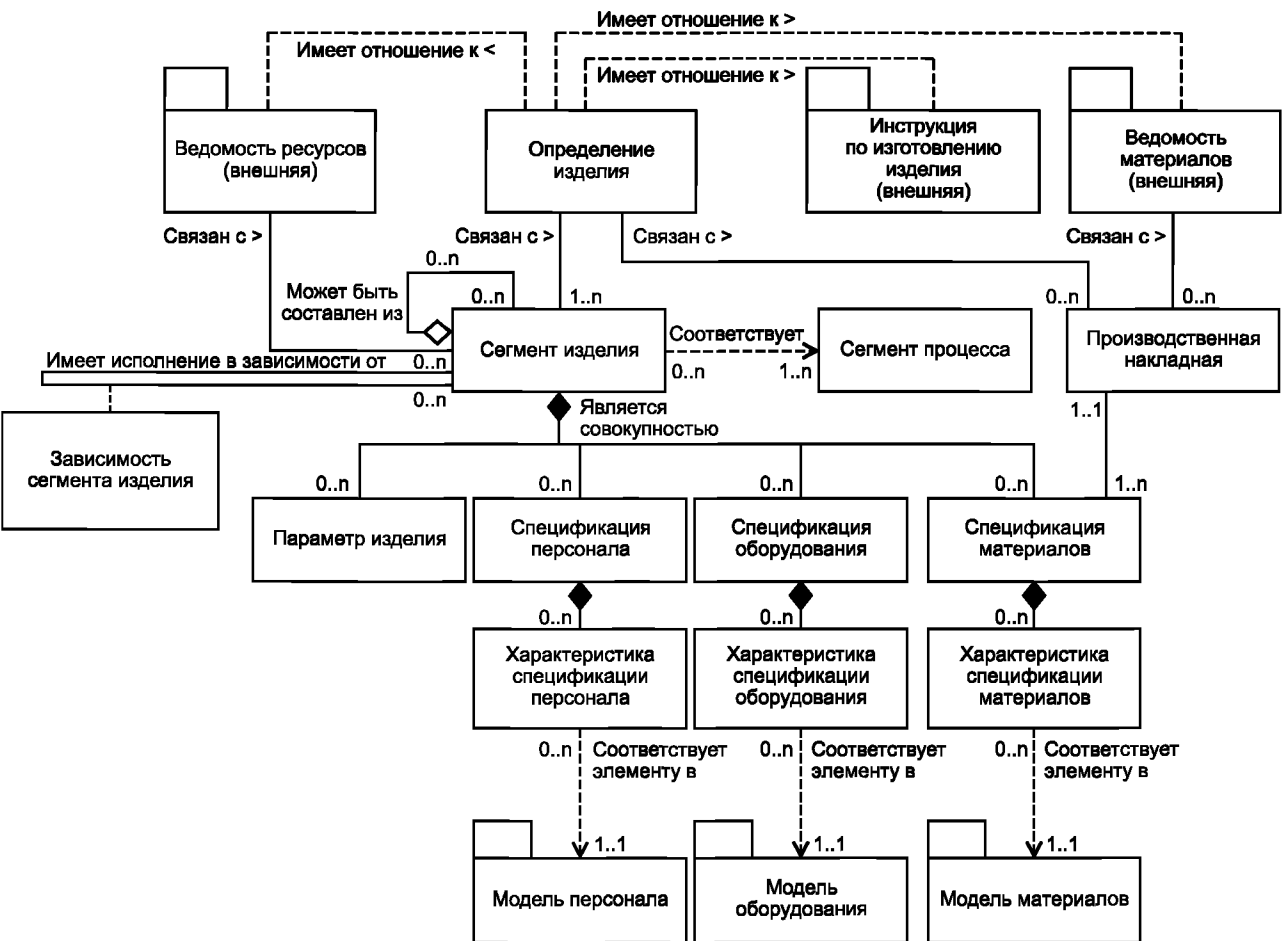 Имеет отношение к >
Имеет отношение к <
Имеет отношение к >
Ведомость ресурсов
(внешняя)
Определение
изделия
Инструкция
по изготовлению
изделия
(внешняя)
Ведомость
материалов
(внешняя)
Связан с >
Связан с >
Связан с >
Связан с >
0..n
Может быть
составлен из
0..n
1..n
0..n
0..n
Сегмент изделия
Соответствует
0..n
1..n
Сегмент процесса
Производственная
накладная
Имеет исполнение в зависимости от
0..n
0..n
Является
совокупностью
1..1
Зависимость
сегмента изделия
0..n
0..n
0..n
0..n
1..n
Параметр изделия
Спецификация
персонала
Спецификация
оборудования
Спецификация
материалов
0..n
0..n
0..n
Характеристика
спецификации
персонала
Характеристика
спецификации
оборудования
Характеристика
спецификации
материалов
0..n
Соответствует
элементу в
0..n
Соответствует
элементу в
0..n
Соответствует
элементу в
1..1
1..1
1..1
Модель персонала
Модель
оборудования
Модель материалов